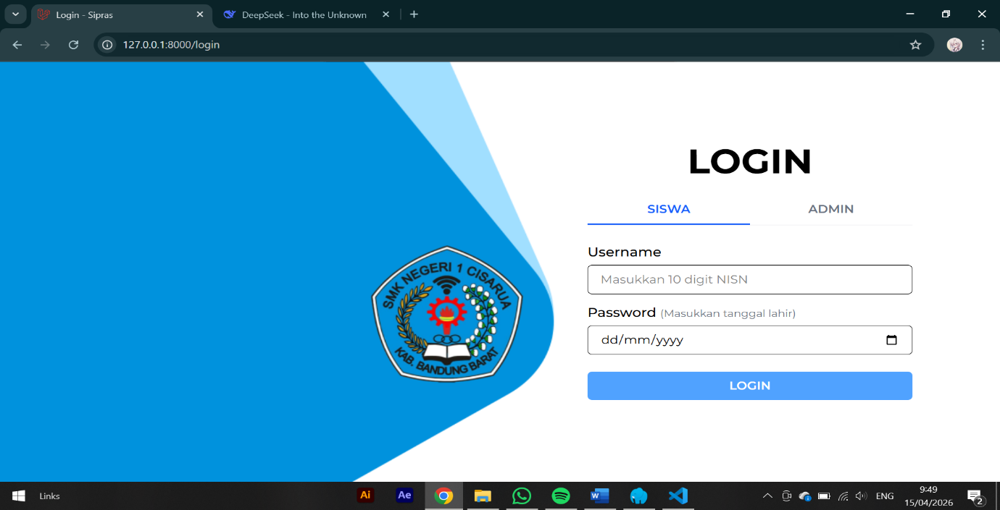 Login - Sipras
DeepSeek - Into the Unknown
127.0.0.1:8000/login
SMK NEGERI 1 CISARUA
KAB. BANDUNG BARAT
LOGIN
SISWA ADMIN
Username
Masukkan 10 digit NISN
Password (Masukkan tanggal lahir)
dd/mm/yyyy
LOGIN
Links
Ai
Ae
W
ENG
9:49
15/04/2026
2